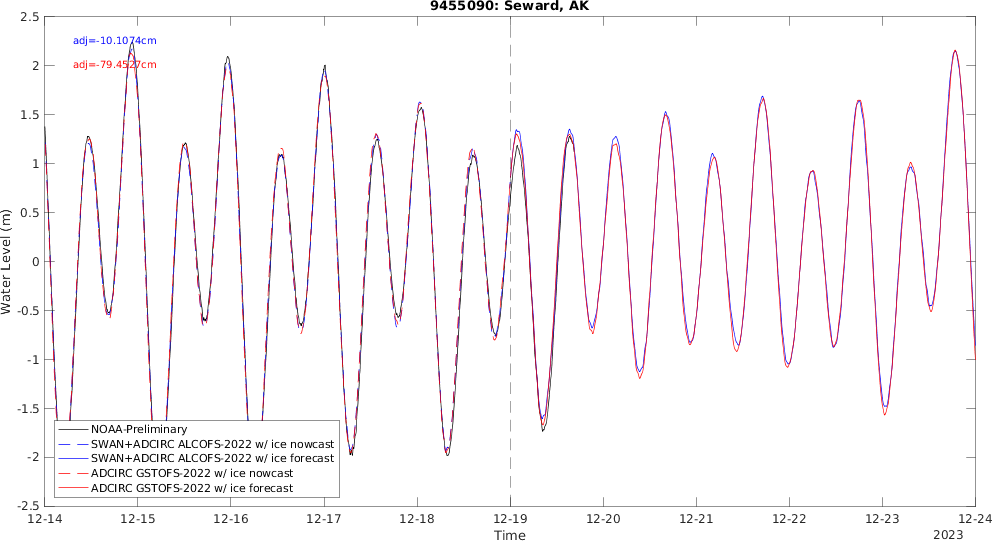 9455090: Seward, AK
2.5
2
1.5
1
0.5
0
-0.5
-1
-1.5
-2
-2.5
Water Level (m)
adj=-10.1074cm
adj=-79.4527cm
NOAA-Preliminary
SWAN+ADCIRC ALCOFS-2022 w/ ice nowcast
SWAN+ADCIRC ALCOFS-2022 w/ ice forecast
ADCIRC GSTOFS-2022 w/ ice nowcast
ADCIRC GSTOFS-2022 w/ ice forecast
12-14 12-15 12-16 12-17 12-18 12-19 12-20 12-21 12-22 12-23 12-24
Time
2023